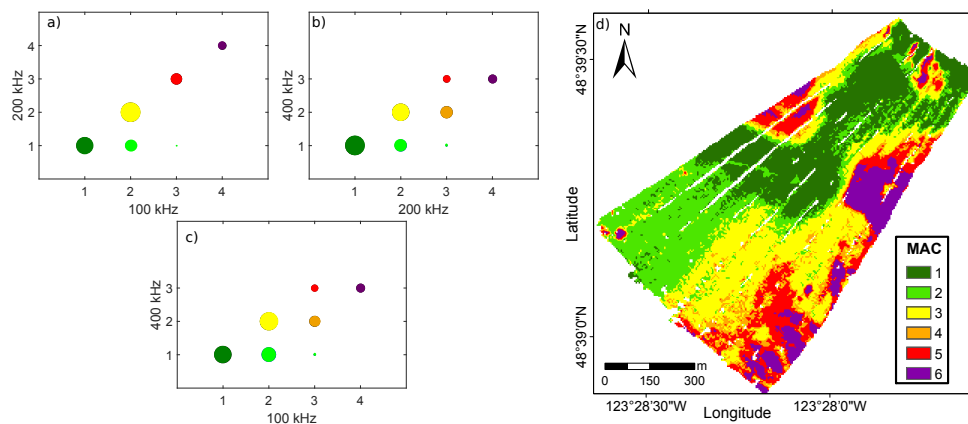 a)
200 kHz
4
3
2
1
1 2 3 4
100 kHz
b)
400 kHz
4
3
2
1
1 2 3 4
200 kHz
c)
400 kHz
3
2
1
1 2 3 4
100 kHz
d)
N
48°39'30"N
Latitude
48°39'0"N
MAC
1
2
3
4
5
6
0 150 300
m
123°28'30"W 123°28'0"W
Longitude